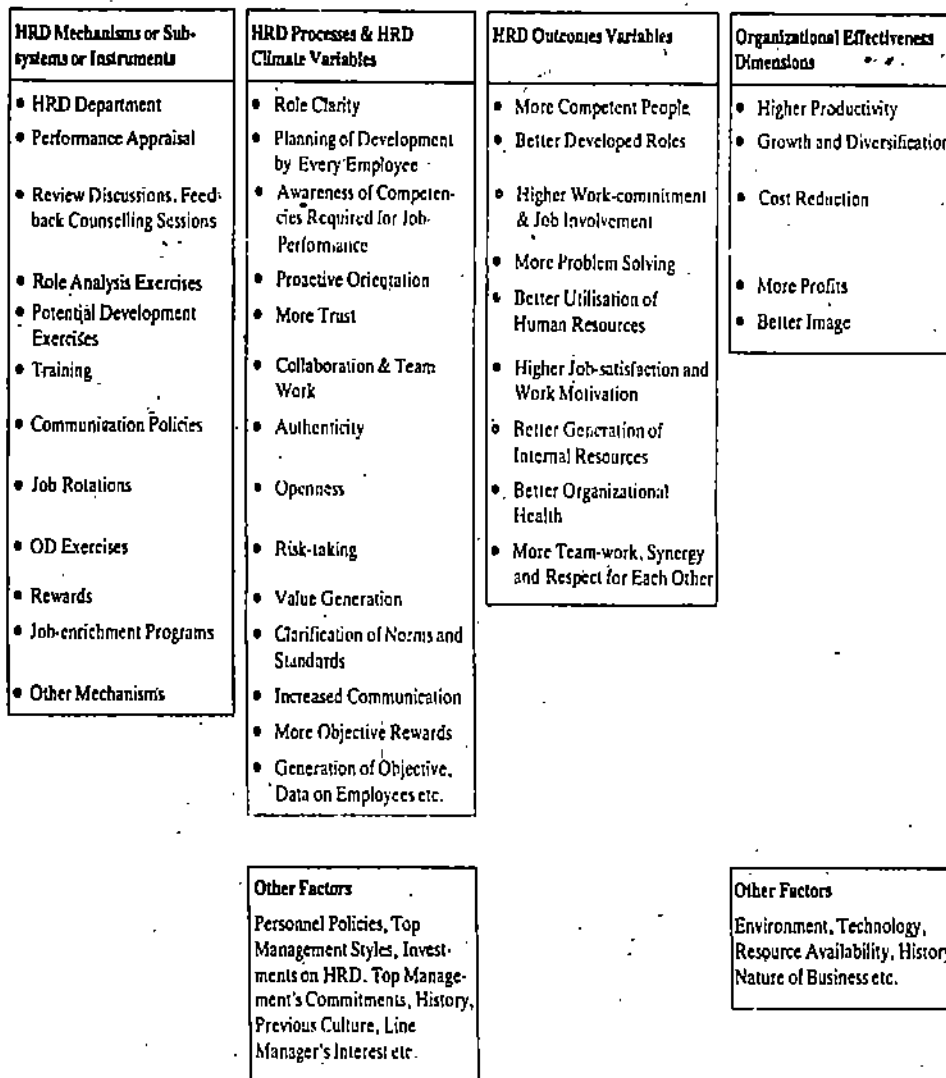 HRD Mechanisms or Sub-
systems or Instruments
• HRD Department
• Performance Appraisal
• Review Discussions, Feed-
back Counselling Sessions
• Role Analysis Exercises
• Potential Development
Exercises
• Training
• Communication Policies
• Job Rotations
• OD Exercises
• Rewards
• Job-enrichment Programs
• Other Mechanisms
HRD Processes & HRD
Climate Variables
• Role Clarity
• Planning of Development
by Every Employee
• Awareness of Competen-
cies Required for Job-
Performance
• Proactive Orientation
• More Trust
• Collaboration & Team
Work
• Authenticity
• Openness
• Risk-taking
• Value Generation
• Clarification of Norms and
Standards
• Increased Communication
• More Objective Rewards
• Generation of Objective,
Data on Employees etc.
HRD Outcomes Variables
• More Competent People
• Better Developed Roles
• Higher Work-commitment
& Job Involvement
• More Problem Solving
• Better Utilisation of
Human Resources
• Higher Job-satisfaction and
Work Motivation
• Better Generation of
Internal Resources
• Better Organizational
Health
• More Team-work, Synergy
and Respect for Each Other
Organizational Effectiveness
Dimensions
• Higher Productivity
• Growth and Diversification
• Cost Reduction
• More Profits
• Better Image
Other Factors
Personnel Policies, Top
Management Styles, Invest-
ments on HRD, Top Manage-
ment's Commitments, History,
Previous Culture, Line
Manager's Interest etc.
Other Factors
Environment, Technology,
Resource Availability, History
Nature of Business etc.